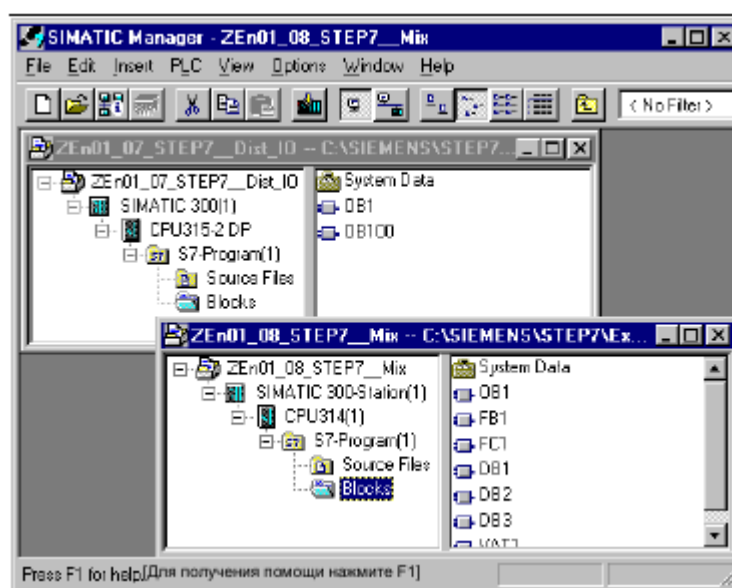 SIMATIC Manager - ZEn01_08_STEP7__Mix
File Edit Insert PLC View Options Window Help
< No Filter >
ZEn01_07_STEP7__Dist_IO -- C:\SIEMENS\STEP7...
ZEn01_07_STEP7__Dist_IO
SIMATIC 300(1)
CPU315-2 DP
S7-Program(1)
Source Files
Blocks
System Data
OB1
OB100
ZEn01_08_STEP7__Mix -- C:\SIEMENS\STEP7\Ex...
ZEn01_08_STEP7__Mix
SIMATIC 300-Station(1)
CPU314(1)
S7-Program(1)
Source Files
Blocks
System Data
OB1
FB1
FC1
DB1
DB2
DB3
Press F1 for help.[Для получения помощи нажмите F1]